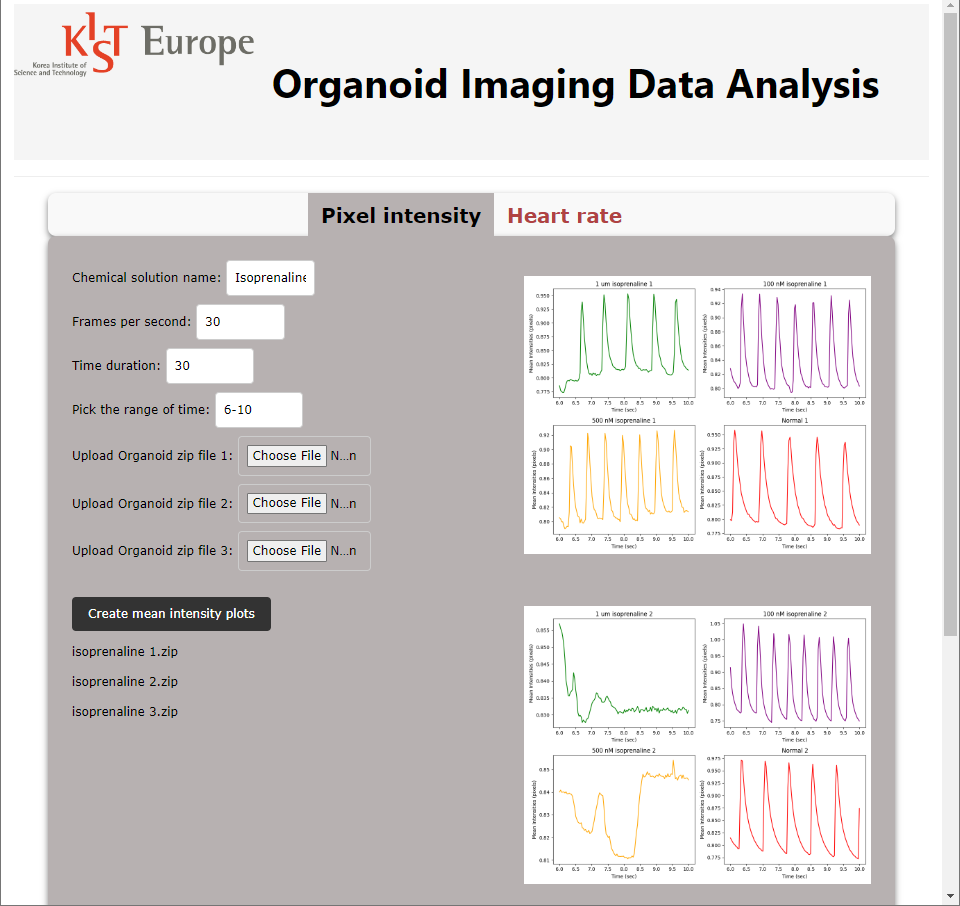 KIST Europe
Korea Institute of
Science and Technology
Organoid Imaging Data Analysis
Pixel intensity
Heart rate
Chemical solution name: Isoprenaline
Frames per second: 30
Time duration: 30
Pick the range of time: 6-10
Upload Organoid zip file 1: Choose File N...n
Upload Organoid zip file 2: Choose File N...n
Upload Organoid zip file 3: Choose File N...n
Create mean intensity plots
isoprenaline 1.zip
isoprenaline 2.zip
isoprenaline 3.zip
1 um isoprenaline 1
Mean Intensities (pixels)
0.950
0.925
0.900
0.875
0.850
0.825
0.800
0.775
6.0 6.5 7.0 7.5 8.0 8.5 9.0 9.5 10.0
Time (sec)
100 nM isoprenaline 1
Mean Intensities (pixels)
0.94
0.92
0.90
0.88
0.86
0.84
0.82
0.80
6.0 6.5 7.0 7.5 8.0 8.5 9.0 9.5 10.0
Time (sec)
500 nM isoprenaline 1
Mean Intensities (pixels)
0.92
0.90
0.88
0.86
0.84
0.82
0.80
6.0 6.5 7.0 7.5 8.0 8.5 9.0 9.5 10.0
Time (sec)
Normal 1
Mean Intensities (pixels)
0.950
0.925
0.900
0.875
0.850
0.825
0.800
0.775
6.0 6.5 7.0 7.5 8.0 8.5 9.0 9.5 10.0
Time (sec)
1 um isoprenaline 2
Mean Intensities (pixels)
0.855
0.850
0.845
0.840
0.835
0.830
6.0 6.5 7.0 7.5 8.0 8.5 9.0 9.5 10.0
Time (sec)
100 nM isoprenaline 2
Mean Intensities (pixels)
1.05
1.00
0.95
0.90
0.85
0.80
0.75
6.0 6.5 7.0 7.5 8.0 8.5 9.0 9.5 10.0
Time (sec)
500 nM isoprenaline 2
Mean Intensities (pixels)
0.85
0.84
0.83
0.82
0.81
6.0 6.5 7.0 7.5 8.0 8.5 9.0 9.5 10.0
Time (sec)
Normal 2
Mean Intensities (pixels)
0.975
0.950
0.925
0.900
0.875
0.850
0.825
0.800
0.775
6.0 6.5 7.0 7.5 8.0 8.5 9.0 9.5 10.0
Time (sec)